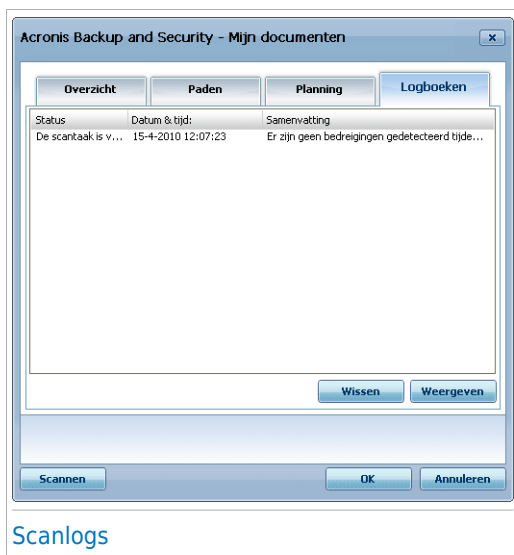 Acronis Backup and Security - Mijn documenten
Overzicht Paden Planning Logboeken
Status Datum & tijd: Samenvatting
De scantaak is v... 15-4-2010 12:07:23 Er zijn geen bedreigingen gedetecteerd tijde...
Wissen Weergeven
Scannen OK Annuleren
Scanlogs